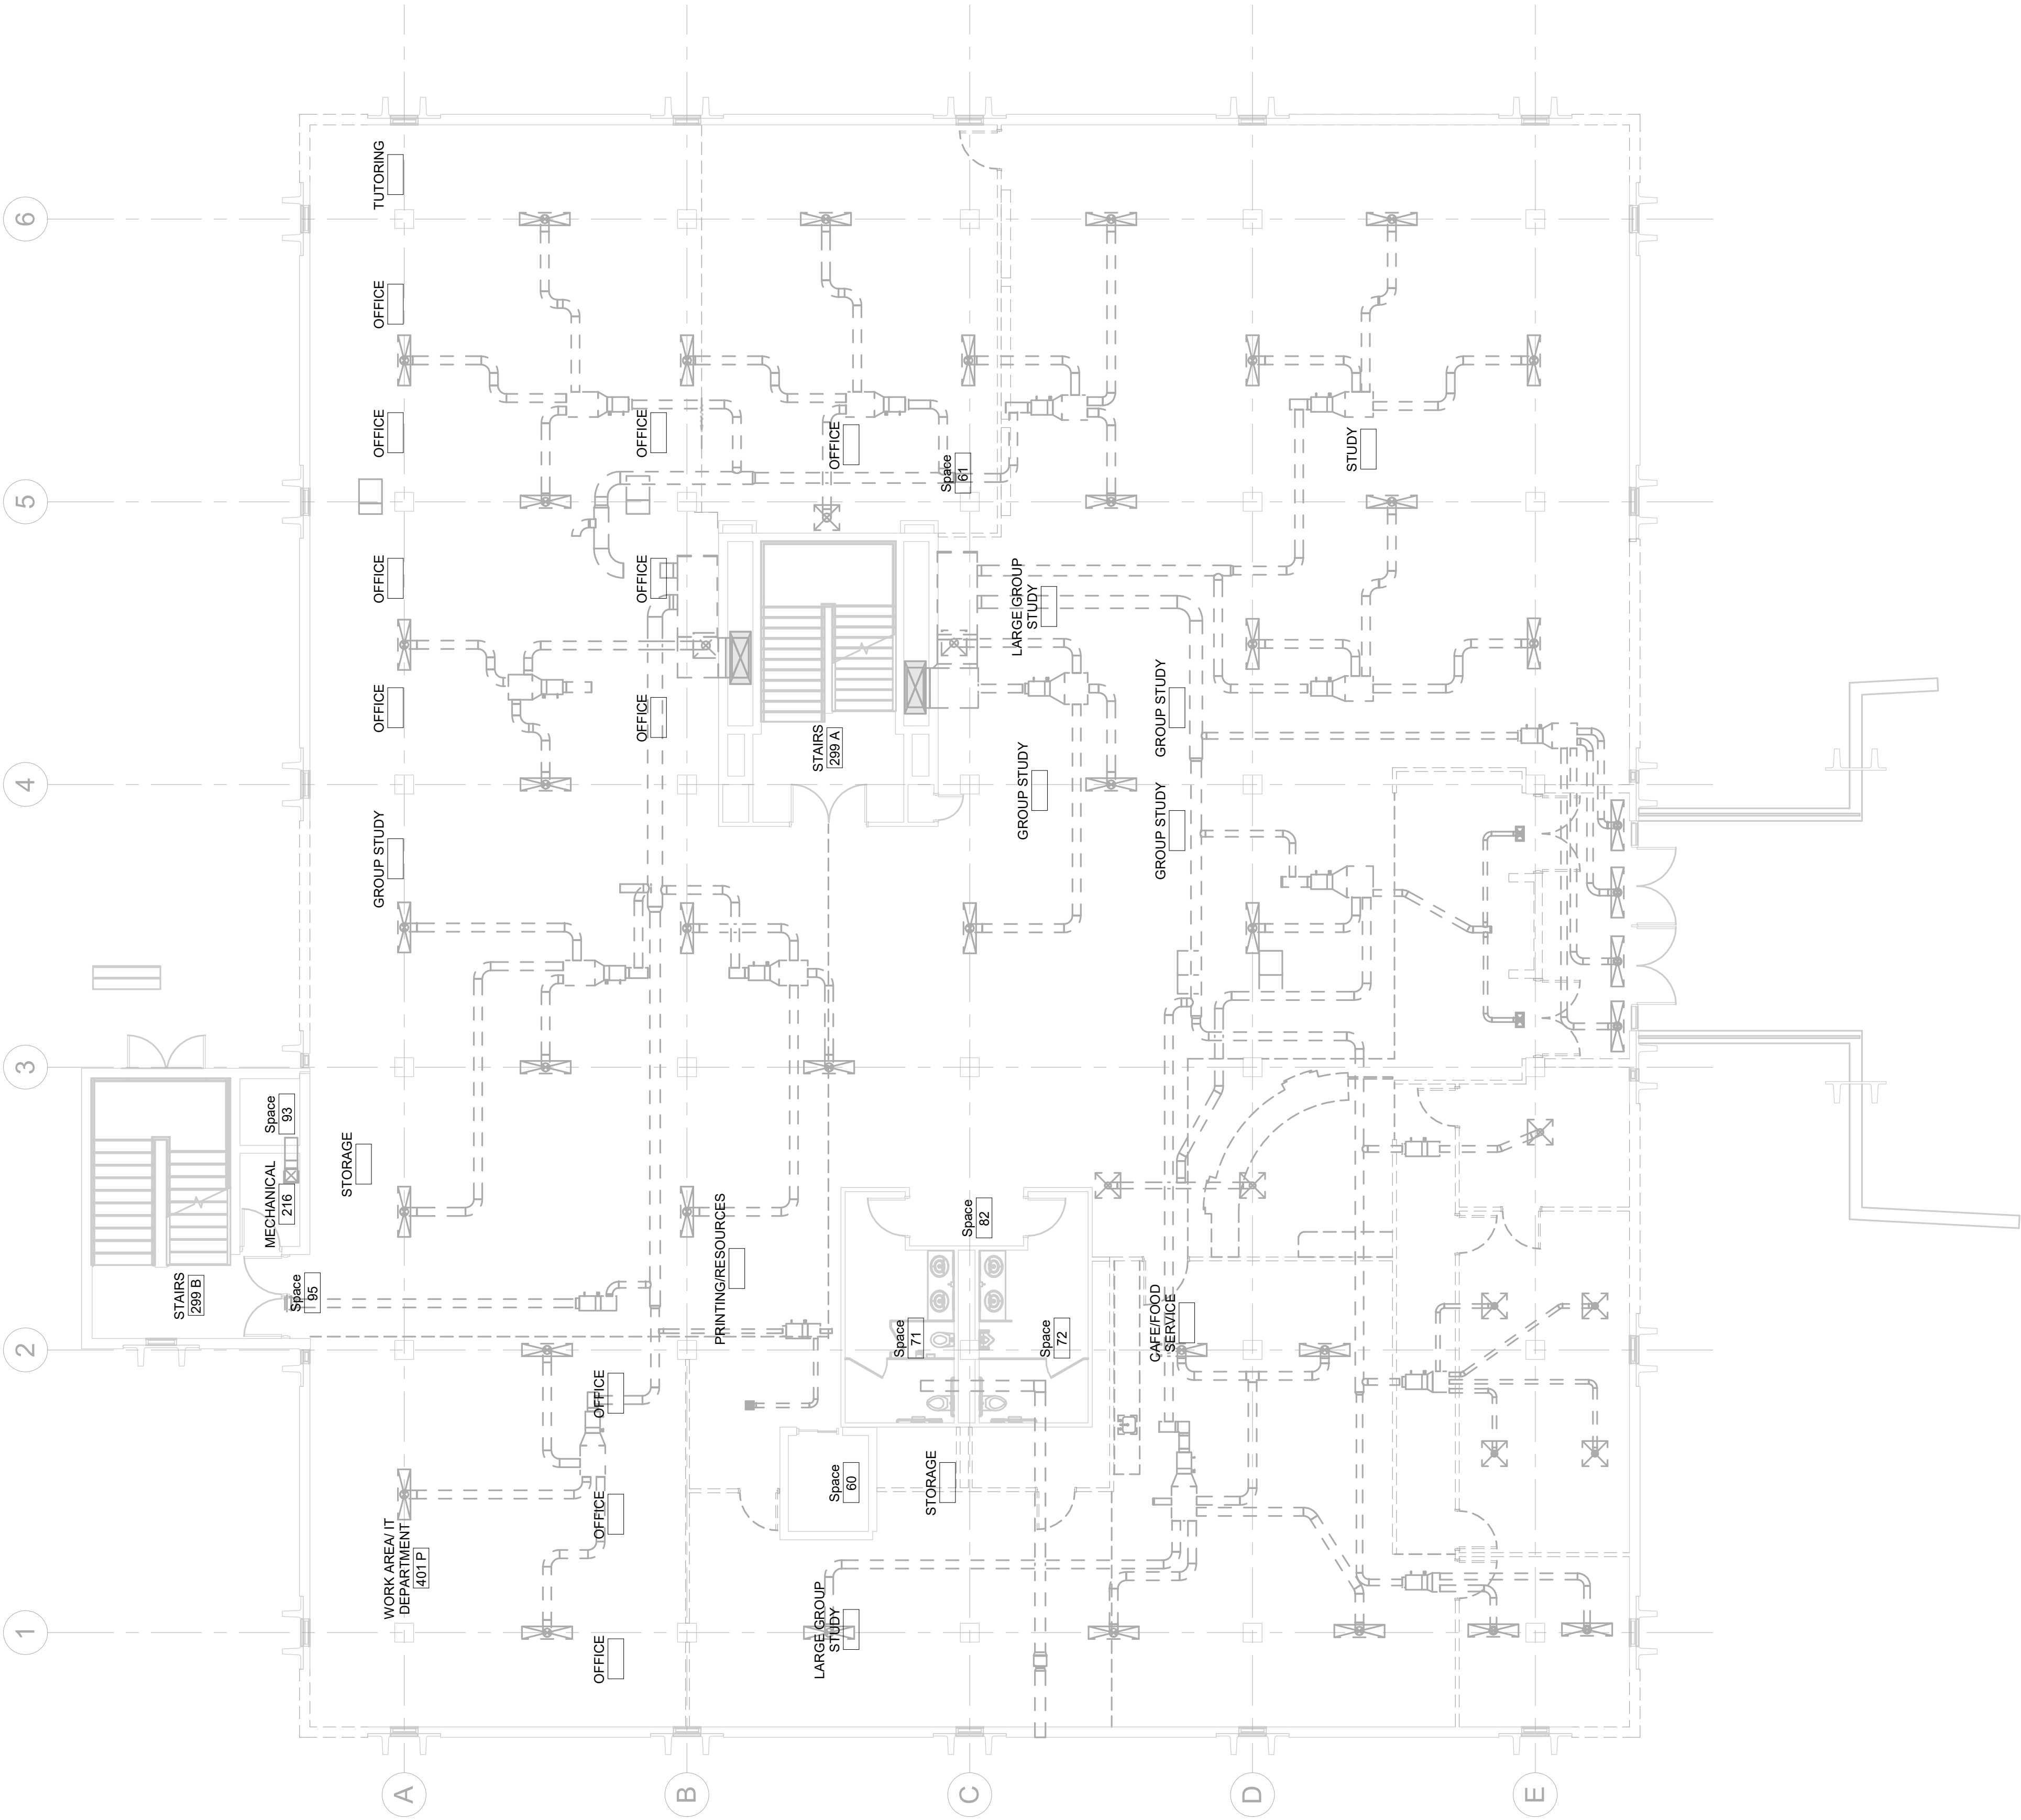 6
5
4
3
2
1
A
B
C
D
E
TUTORING
OFFICE
OFFICE
OFFICE
OFFICE
GROUP STUDY
STORAGE
WORK AREA/ IT
DEPARTMENT
401 P
Space
93
MECHANICAL
216
STAIRS
299 B
Space
95
OFFICE
OFFICE
OFFICE
PRINTING/RESOURCES
OFFICE
OFFICE
OFFICE
OFFICE
Space
61
STAIRS
299 A
LARGE GROUP
STUDY
GROUP STUDY
GROUP STUDY
GROUP STUDY
STUDY
Space
82
Space
71
Space
72
CAFE/FOOD
SERVICE
Space
60
STORAGE
LARGE GROUP
STUDY